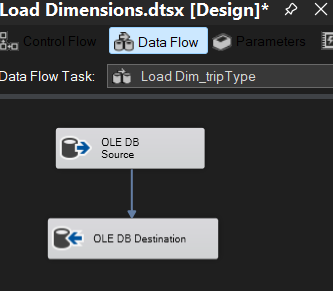 Load Dimensions.dtsx [Design]*
Control Flow Data Flow Parameters
Data Flow Task: Load Dim_tripType
OLE DB
Source
OLE DB Destination